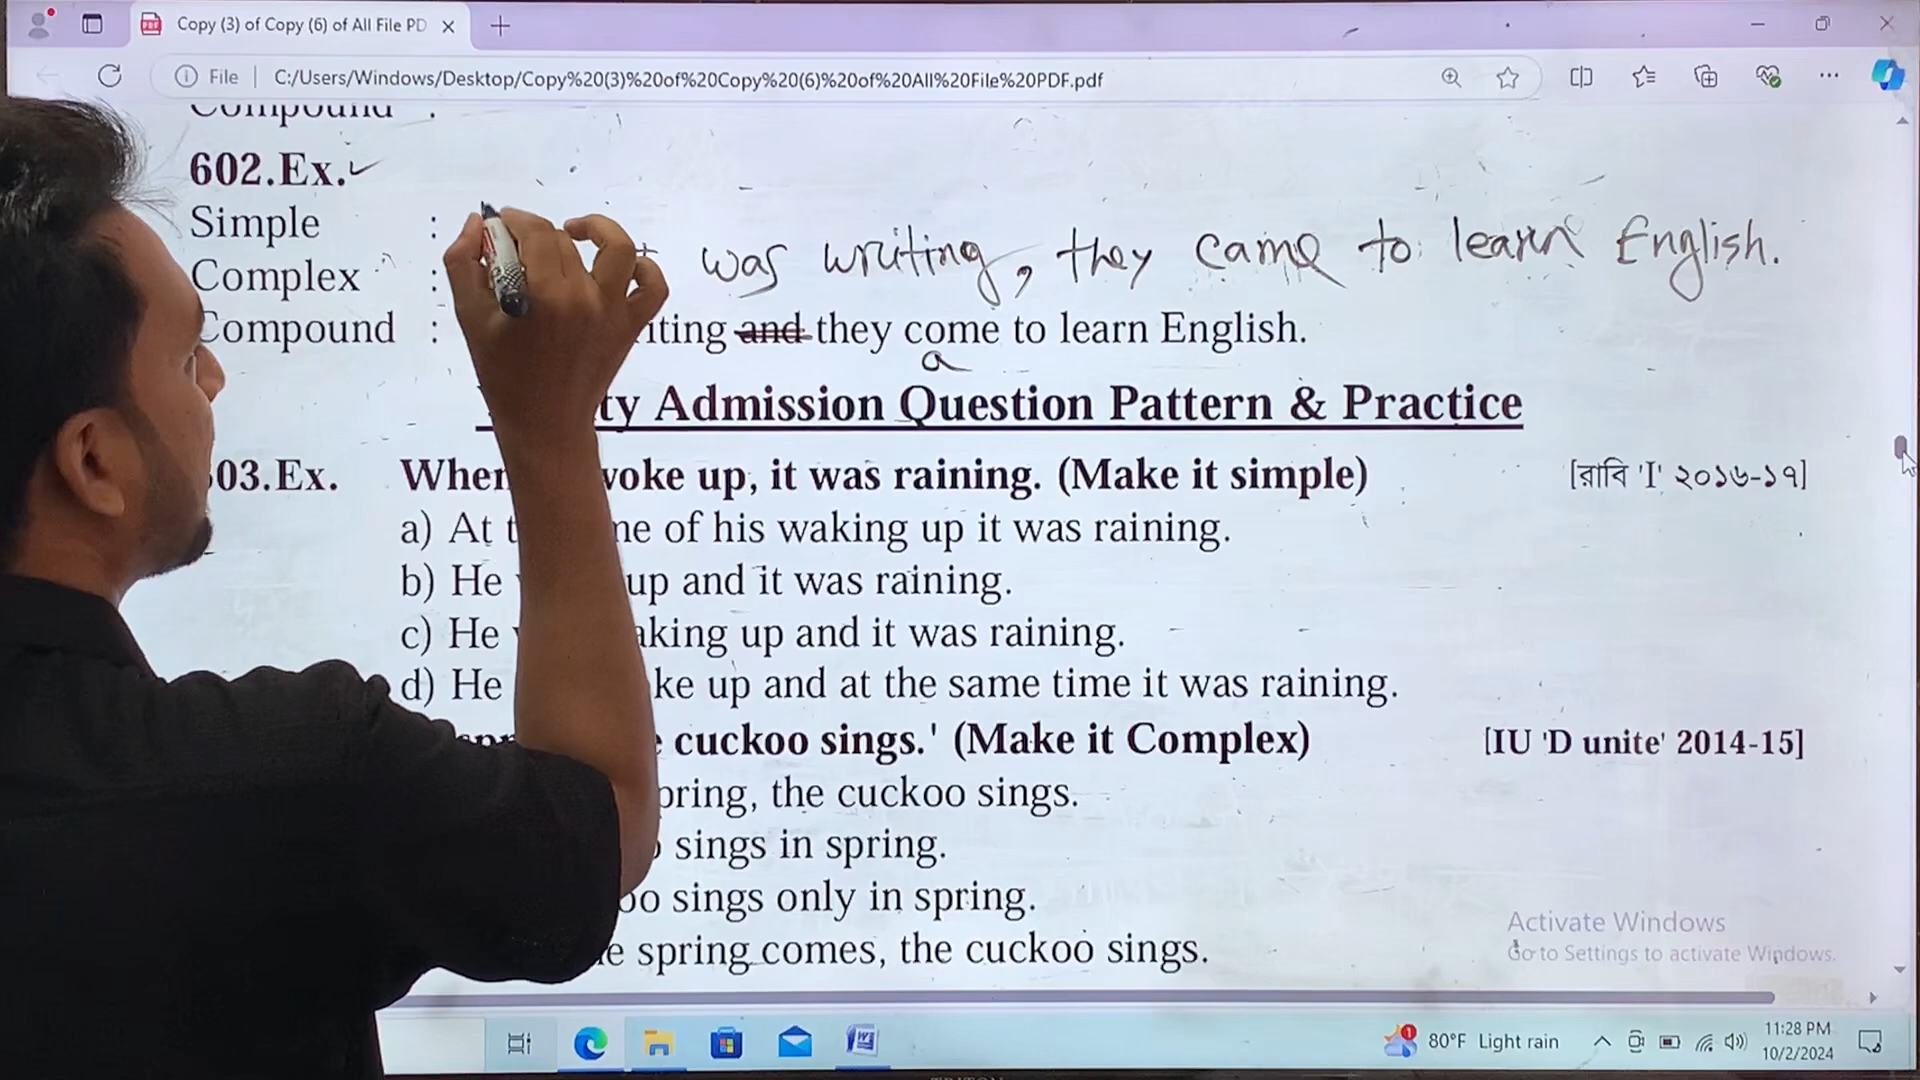 Copy (3) of Copy (6) of All File PD
File C:/Users/Windows/Desktop/Copy%20(3)%20of%20Copy%20(6)%20of%20All%20File%20PDF.pdf
Compound :
602.Ex.
Simple :
was writing, they came to learn English.
Complex :
Compound : iting and they come to learn English.
a
ty Admission Question Pattern & Practice
03.Ex. When woke up, it was raining. (Make it simple) [রাবি 'I' ২০১৬-১৭]
a) At t me of his waking up it was raining.
b) He up and it was raining.
c) He aking up and it was raining.
d) He ke up and at the same time it was raining.
cuckoo sings.' (Make it Complex) [IU 'D unite' 2014-15]
pring, the cuckoo sings.
sings in spring.
oo sings only in spring.
e spring comes, the cuckoo sings.
Activate Windows
Go to Settings to activate Windows.
80°F Light rain
11:28 PM
10/2/2024